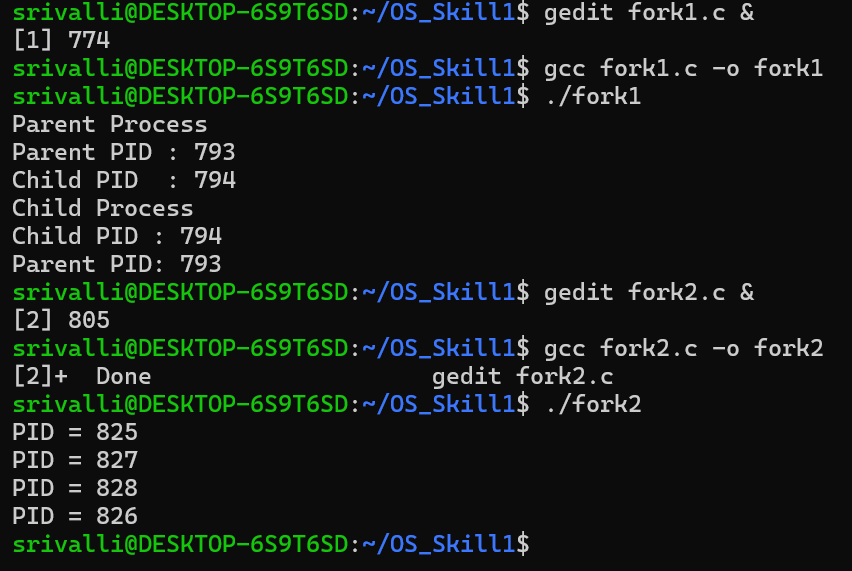 srivalli@DESKTOP-6S9T6SD:~/OS_Skill1$ gedit fork1.c &
[1] 774
srivalli@DESKTOP-6S9T6SD:~/OS_Skill1$ gcc fork1.c -o fork1
srivalli@DESKTOP-6S9T6SD:~/OS_Skill1$ ./fork1
Parent Process
Parent PID : 793
Child PID  : 794
Child Process
Child PID : 794
Parent PID: 793
srivalli@DESKTOP-6S9T6SD:~/OS_Skill1$ gedit fork2.c &
[2] 805
srivalli@DESKTOP-6S9T6SD:~/OS_Skill1$ gcc fork2.c -o fork2
[2]+  Done                    gedit fork2.c
srivalli@DESKTOP-6S9T6SD:~/OS_Skill1$ ./fork2
PID = 825
PID = 827
PID = 828
PID = 826
srivalli@DESKTOP-6S9T6SD:~/OS_Skill1$